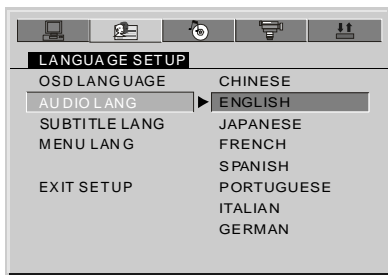 LANGUAGE SETUP
OSD LANGUAGE CHINESE
AUDIO LANG ENGLISH
SUBTITLE LANG JAPANESE
MENU LANG FRENCH
SPANISH
EXIT SETUP PORTUGUESE
ITALIAN
GERMAN